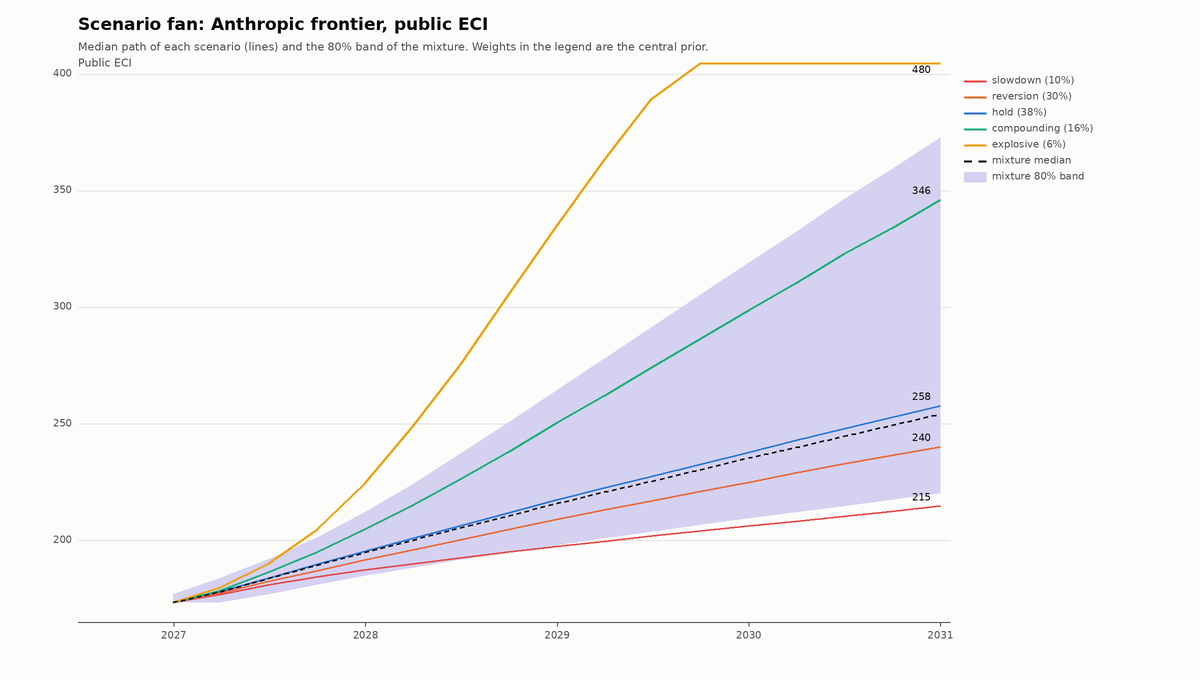 Scenario fan: Anthropic frontier, public ECI
Median path of each scenario (lines) and the 80% band of the mixture. Weights in the legend are the central prior.
Public ECI
400
350
300
250
200
480
346
258
240
215
slowdown (10%)
reversion (30%)
hold (38%)
compounding (16%)
explosive (6%)
mixture median
mixture 80% band
2027
2028
2029
2030
2031